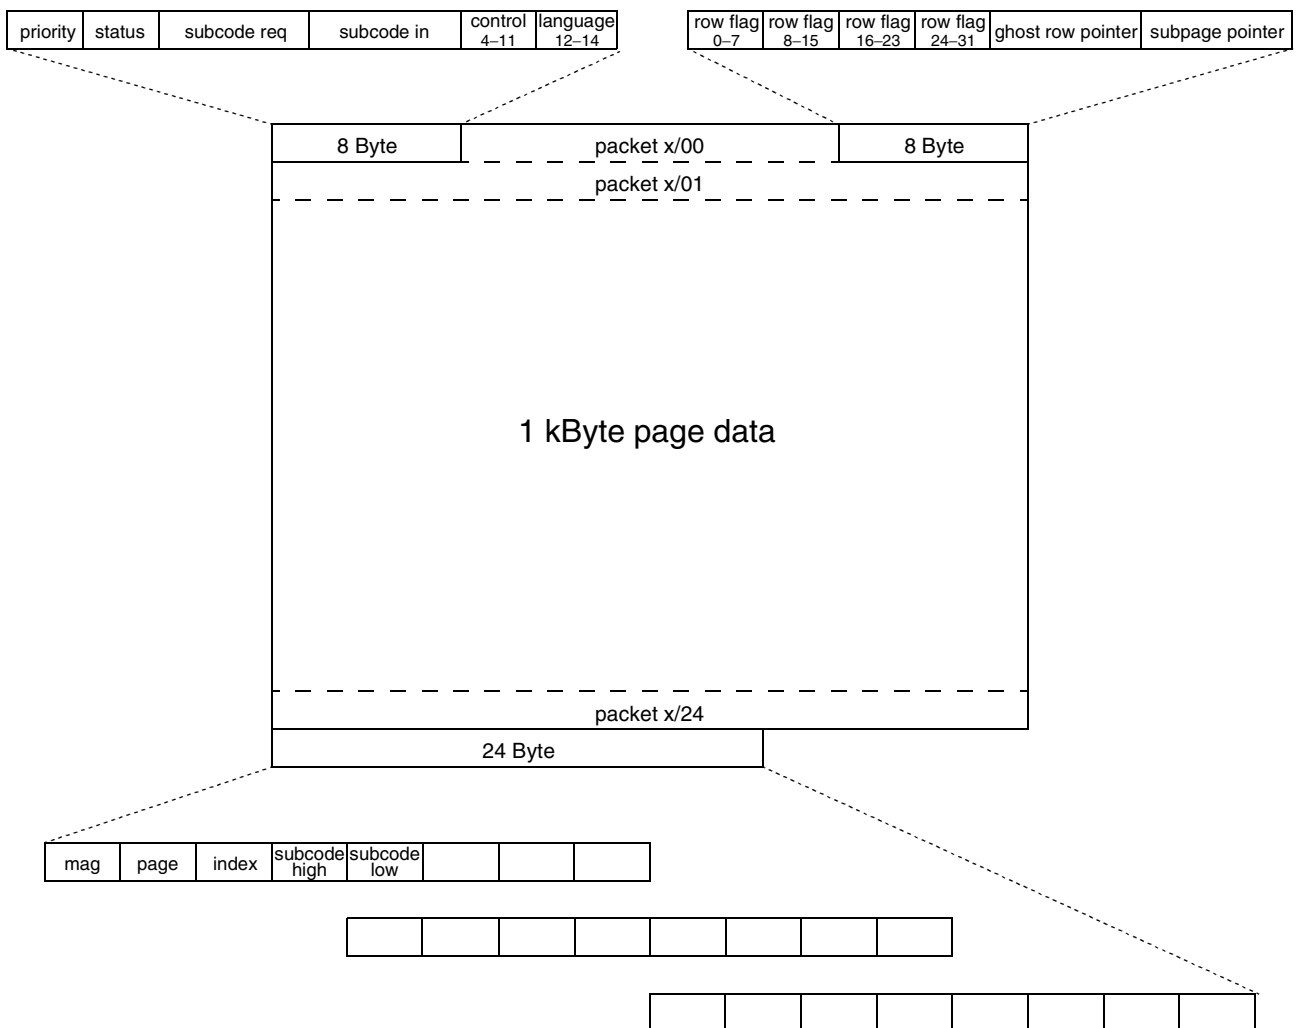 priority status subcode req subcode in control 4–11 language 12–14
row flag 0–7 row flag 8–15 row flag 16–23 row flag 24–31 ghost row pointer subpage pointer
8 Byte packet x/00 8 Byte
packet x/01
1 kByte page data
packet x/24
24 Byte
mag page index subcode high subcode low